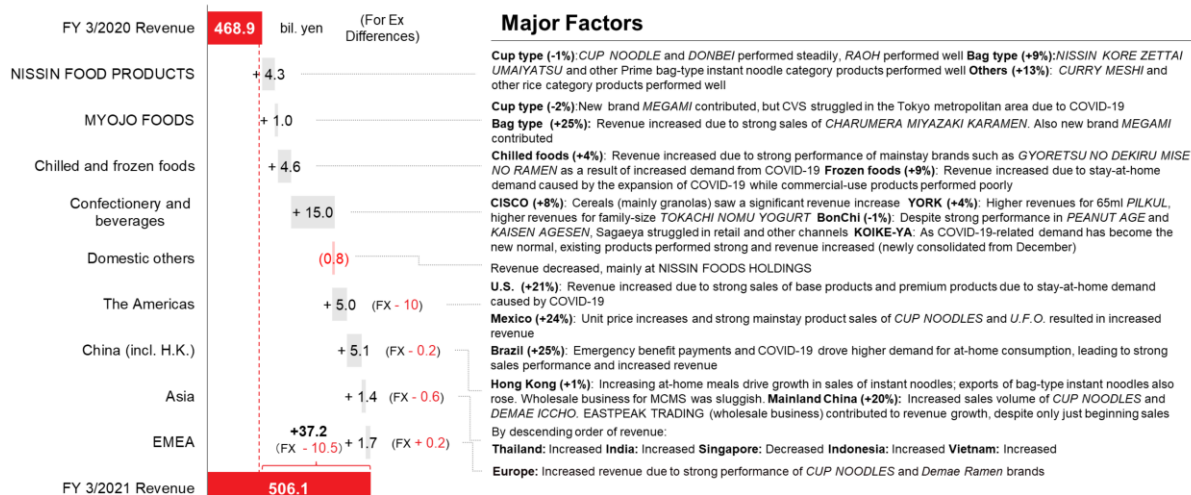 Major Factors
FY 3/2020 Revenue
468.9
bil. yen
(For Ex
Differences)
NISSIN FOOD PRODUCTS
+ 4.3
Cup type (-1%):CUP NOODLE and DONBEI performed steadily, RAOH performed well Bag type (+9%):NISSIN KORE ZETTAI
UMAIYATSU and other Prime bag-type instant noodle category products performed well Others (+13%): CURRY MESHI and
other rice category products performed well
MYOJO FOODS
+ 1.0
Cup type (-2%):New brand MEGAMI contributed, but CVS struggled in the Tokyo metropolitan area due to COVID-19
Bag type (+25%): Revenue increased due to strong sales of CHARUMERA MIYAZAKI KARAMEN. Also new brand MEGAMI
contributed
Chilled and frozen foods
+ 4.6
Chilled foods (+4%): Revenue increased due to strong performance of mainstay brands such as GYORETSU NO DEKIRU MISE
NO RAMEN as a result of increased demand from COVID-19 Frozen foods (+9%): Revenue increased due to stay-at-home
demand caused by the expansion of COVID-19 while commercial-use products performed poorly
Confectionery and
beverages
+ 15.0
CISCO (+8%): Cereals (mainly granolas) saw a significant revenue increase YORK (+4%): Higher revenues for 65ml PILKUL,
higher revenues for family-size TOKACHI NOMU YOGURT BonChi (-1%): Despite strong performance in PEANUT AGE and
KAISEN AGESEN, Sagaeya struggled in retail and other channels KOIKE-YA: As COVID-19-related demand has become the
new normal, existing products performed strong and revenue increased (newly consolidated from December)
Domestic others
(0.8)
Revenue decreased, mainly at NISSIN FOODS HOLDINGS
The Americas
+ 5.0
(FX - 10)
U.S. (+21%): Revenue increased due to strong sales of base products and premium products due to stay-at-home demand
caused by COVID-19
Mexico (+24%): Unit price increases and strong mainstay product sales of CUP NOODLES and U.F.O. resulted in increased
revenue
Brazil (+25%): Emergency benefit payments and COVID-19 drove higher demand for at-home consumption, leading to strong
sales performance and increased revenue
China (incl. H.K.)
+ 5.1
(FX - 0.2)
Hong Kong (+1%): Increasing at-home meals drive growth in sales of instant noodles; exports of bag-type instant noodles also
rose. Wholesale business for MCMS was sluggish. Mainland China (+20%): Increased sales volume of CUP NOODLES and
DEMAE ICCHO. EASTPEAK TRADING (wholesale business) contributed to revenue growth, despite only just beginning sales
Asia
+ 1.4
(FX - 0.6)
By descending order of revenue:
Thailand: Increased India: Increased Singapore: Decreased Indonesia: Increased Vietnam: Increased
EMEA
+37.2
(FX - 10.5)
+ 1.7
(FX + 0.2)
Europe: Increased revenue due to strong performance of CUP NOODLES and Demae Ramen brands
FY 3/2021 Revenue
506.1